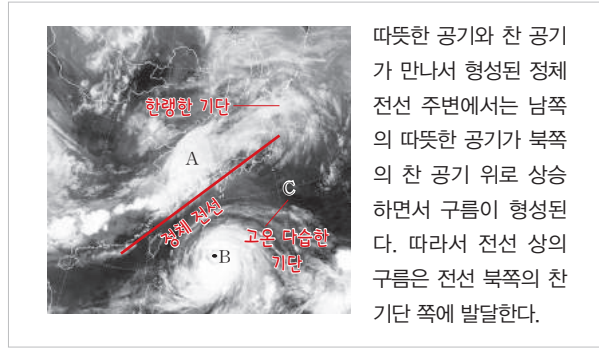 한랭한 기단
A
C
정체 전선
고온 다습한
기단
B
따뜻한 공기와 찬 공기
가 만나서 형성된 정체
전선 주변에서는 남쪽
의 따뜻한 공기가 북쪽
의 찬 공기 위로 상승
하면서 구름이 형성된
다. 따라서 전선 상의
구름은 전선 북쪽의 찬
기단 쪽에 발달한다.